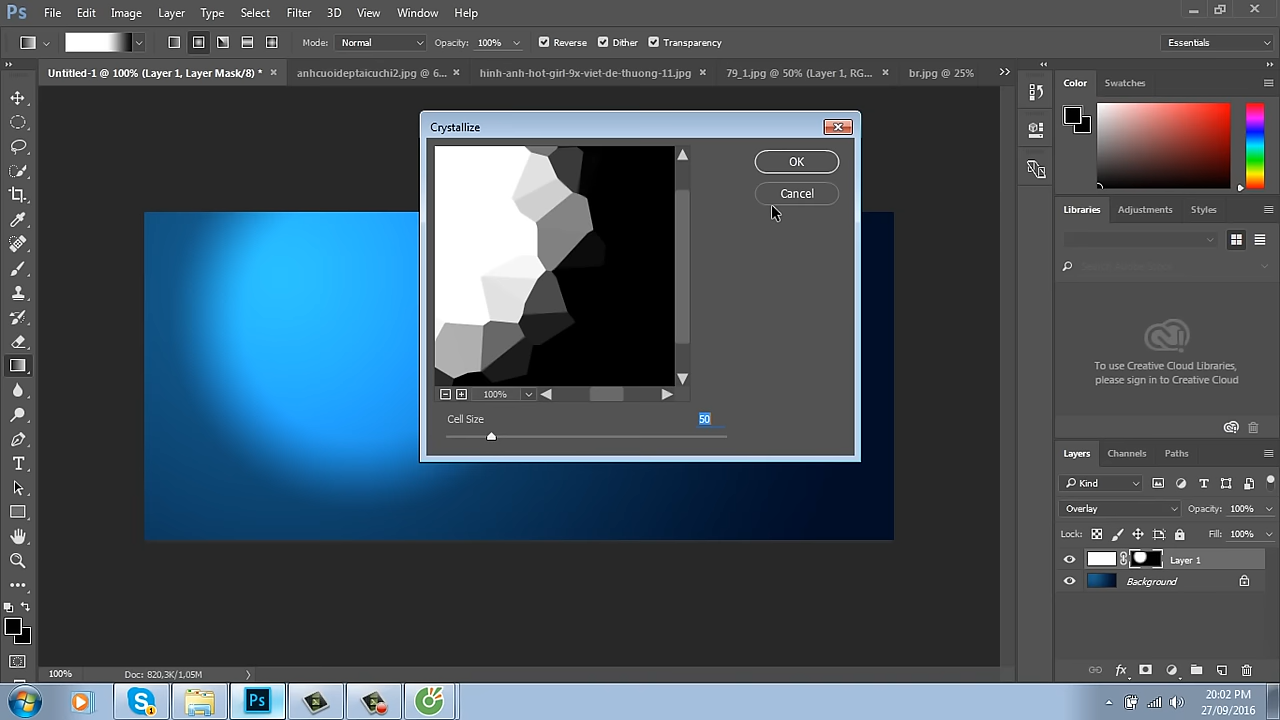 Ps File Edit Image Layer Type Select Filter 3D View Window Help
Mode: Normal Opacity: 100% Reverse Dither Transparency Essentials
Untitled-1 @ 100% (Layer 1, Layer Mask/8) * anhcuoideptaicuchi2.jpg @ 6... hinh-anh-hot-girl-9x-viet-de-thuong-11.jpg 79_1.jpg @ 50% (Layer 1, RG... br.jpg @ 25%
Color Swatches
Crystallize
OK
Cancel
100%
Cell Size 50
Libraries Adjustments Styles
To use Creative Cloud Libraries,
please sign in to Creative Cloud
Layers Channels Paths
Kind
Overlay Opacity: 100%
Lock: Fill: 100%
Layer 1
Background
100% Doc: 820,3K/1,05M
Ps
20:02 PM
27/09/2016